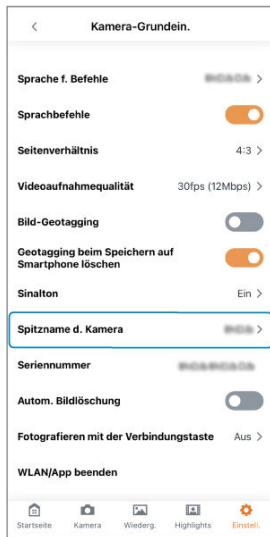 Kamera-Grundein.
Sprache f. Befehle
Sprachbefehle
Seitenverhältnis 4:3
Videoaufnahmequalität 30fps (12Mbps)
Bild-Geotagging
Geotagging beim Speichern auf
Smartphone löschen
Sinalton Ein
Spitzname d. Kamera
Seriennummer
Autom. Bildlöschung
Fotografieren mit der Verbindungstaste Aus
WLAN/App beenden
Startseite Kamera Wiederg. Highlights Einstell.